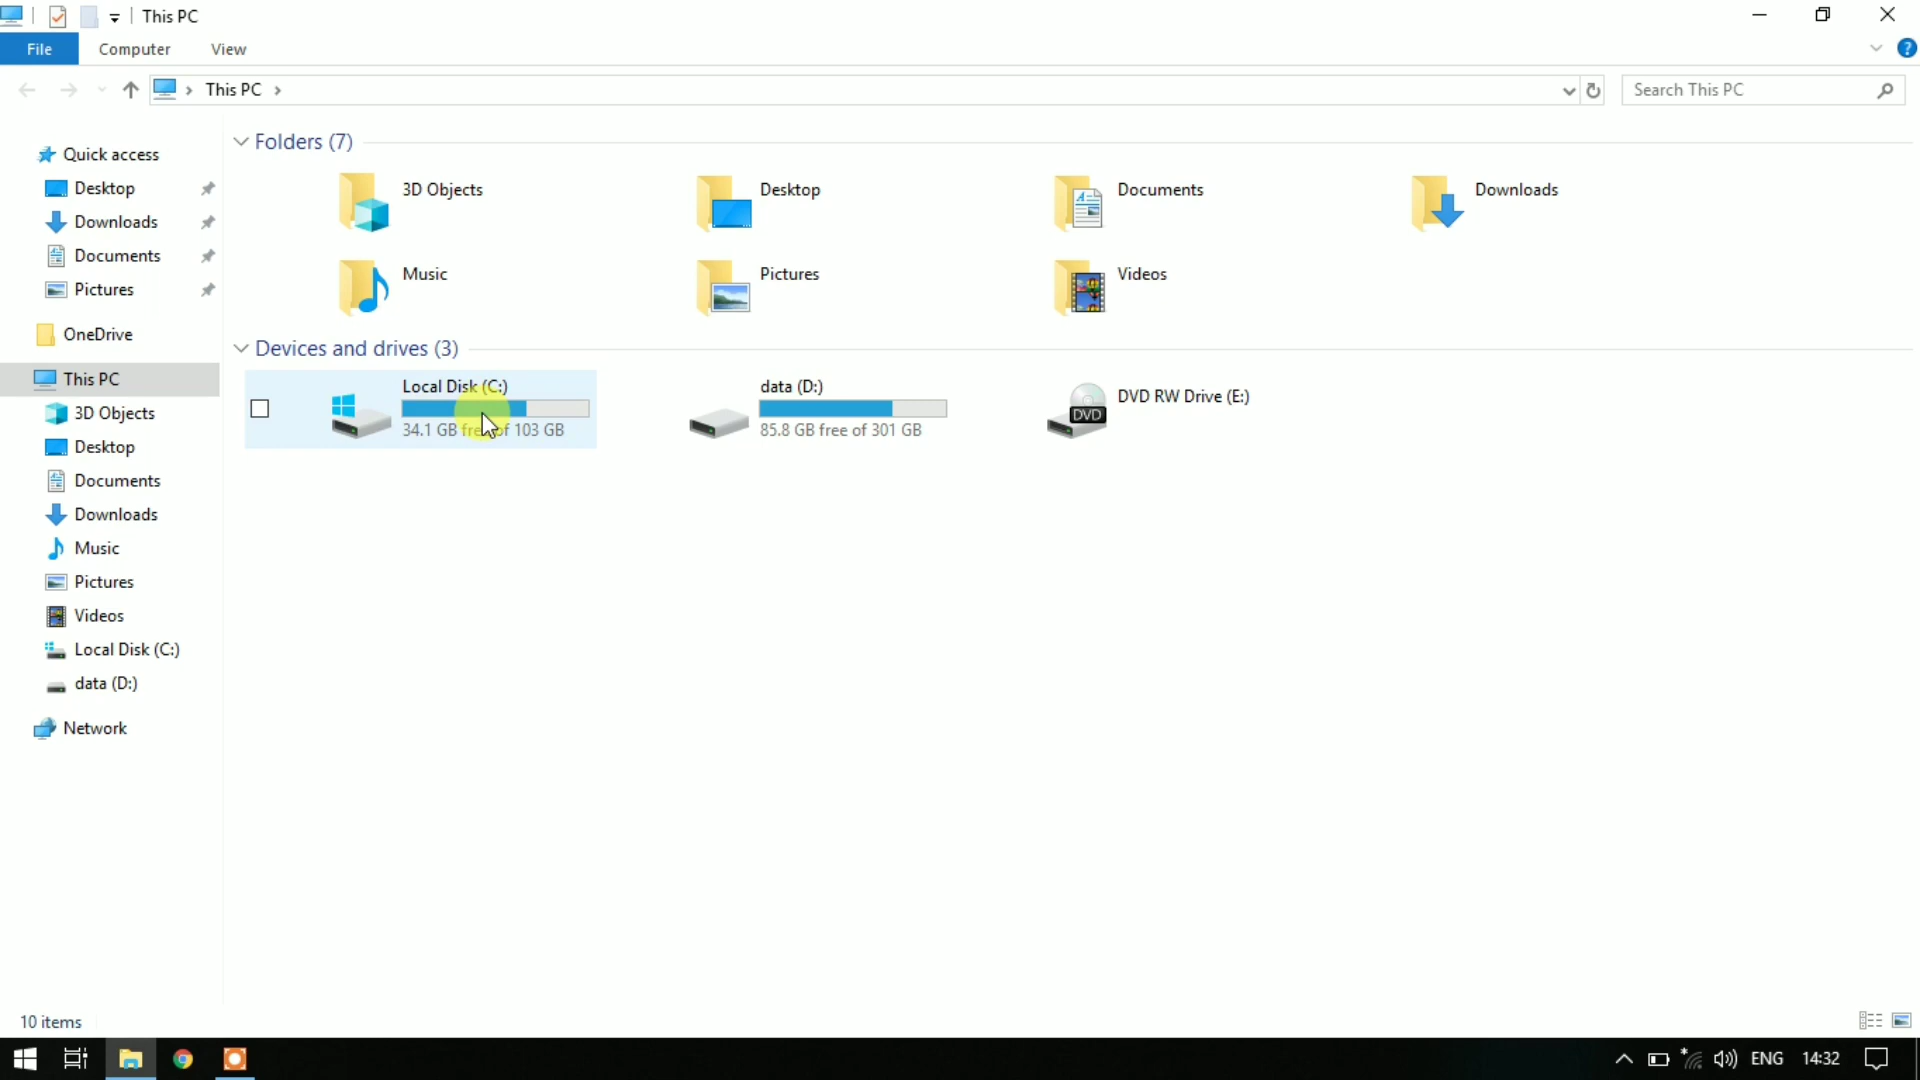 This PC
File Computer View
This PC
Search This PC
Quick access
Desktop
Downloads
Documents
Pictures
OneDrive
This PC
3D Objects
Desktop
Documents
Downloads
Music
Pictures
Videos
Local Disk (C:)
data (D:)
Network
Folders (7)
3D Objects
Desktop
Documents
Downloads
Music
Pictures
Videos
Devices and drives (3)
Local Disk (C:)
34.1 GB free of 103 GB
data (D:)
85.8 GB free of 301 GB
DVD RW Drive (E:)
DVD
10 items
ENG 14:32